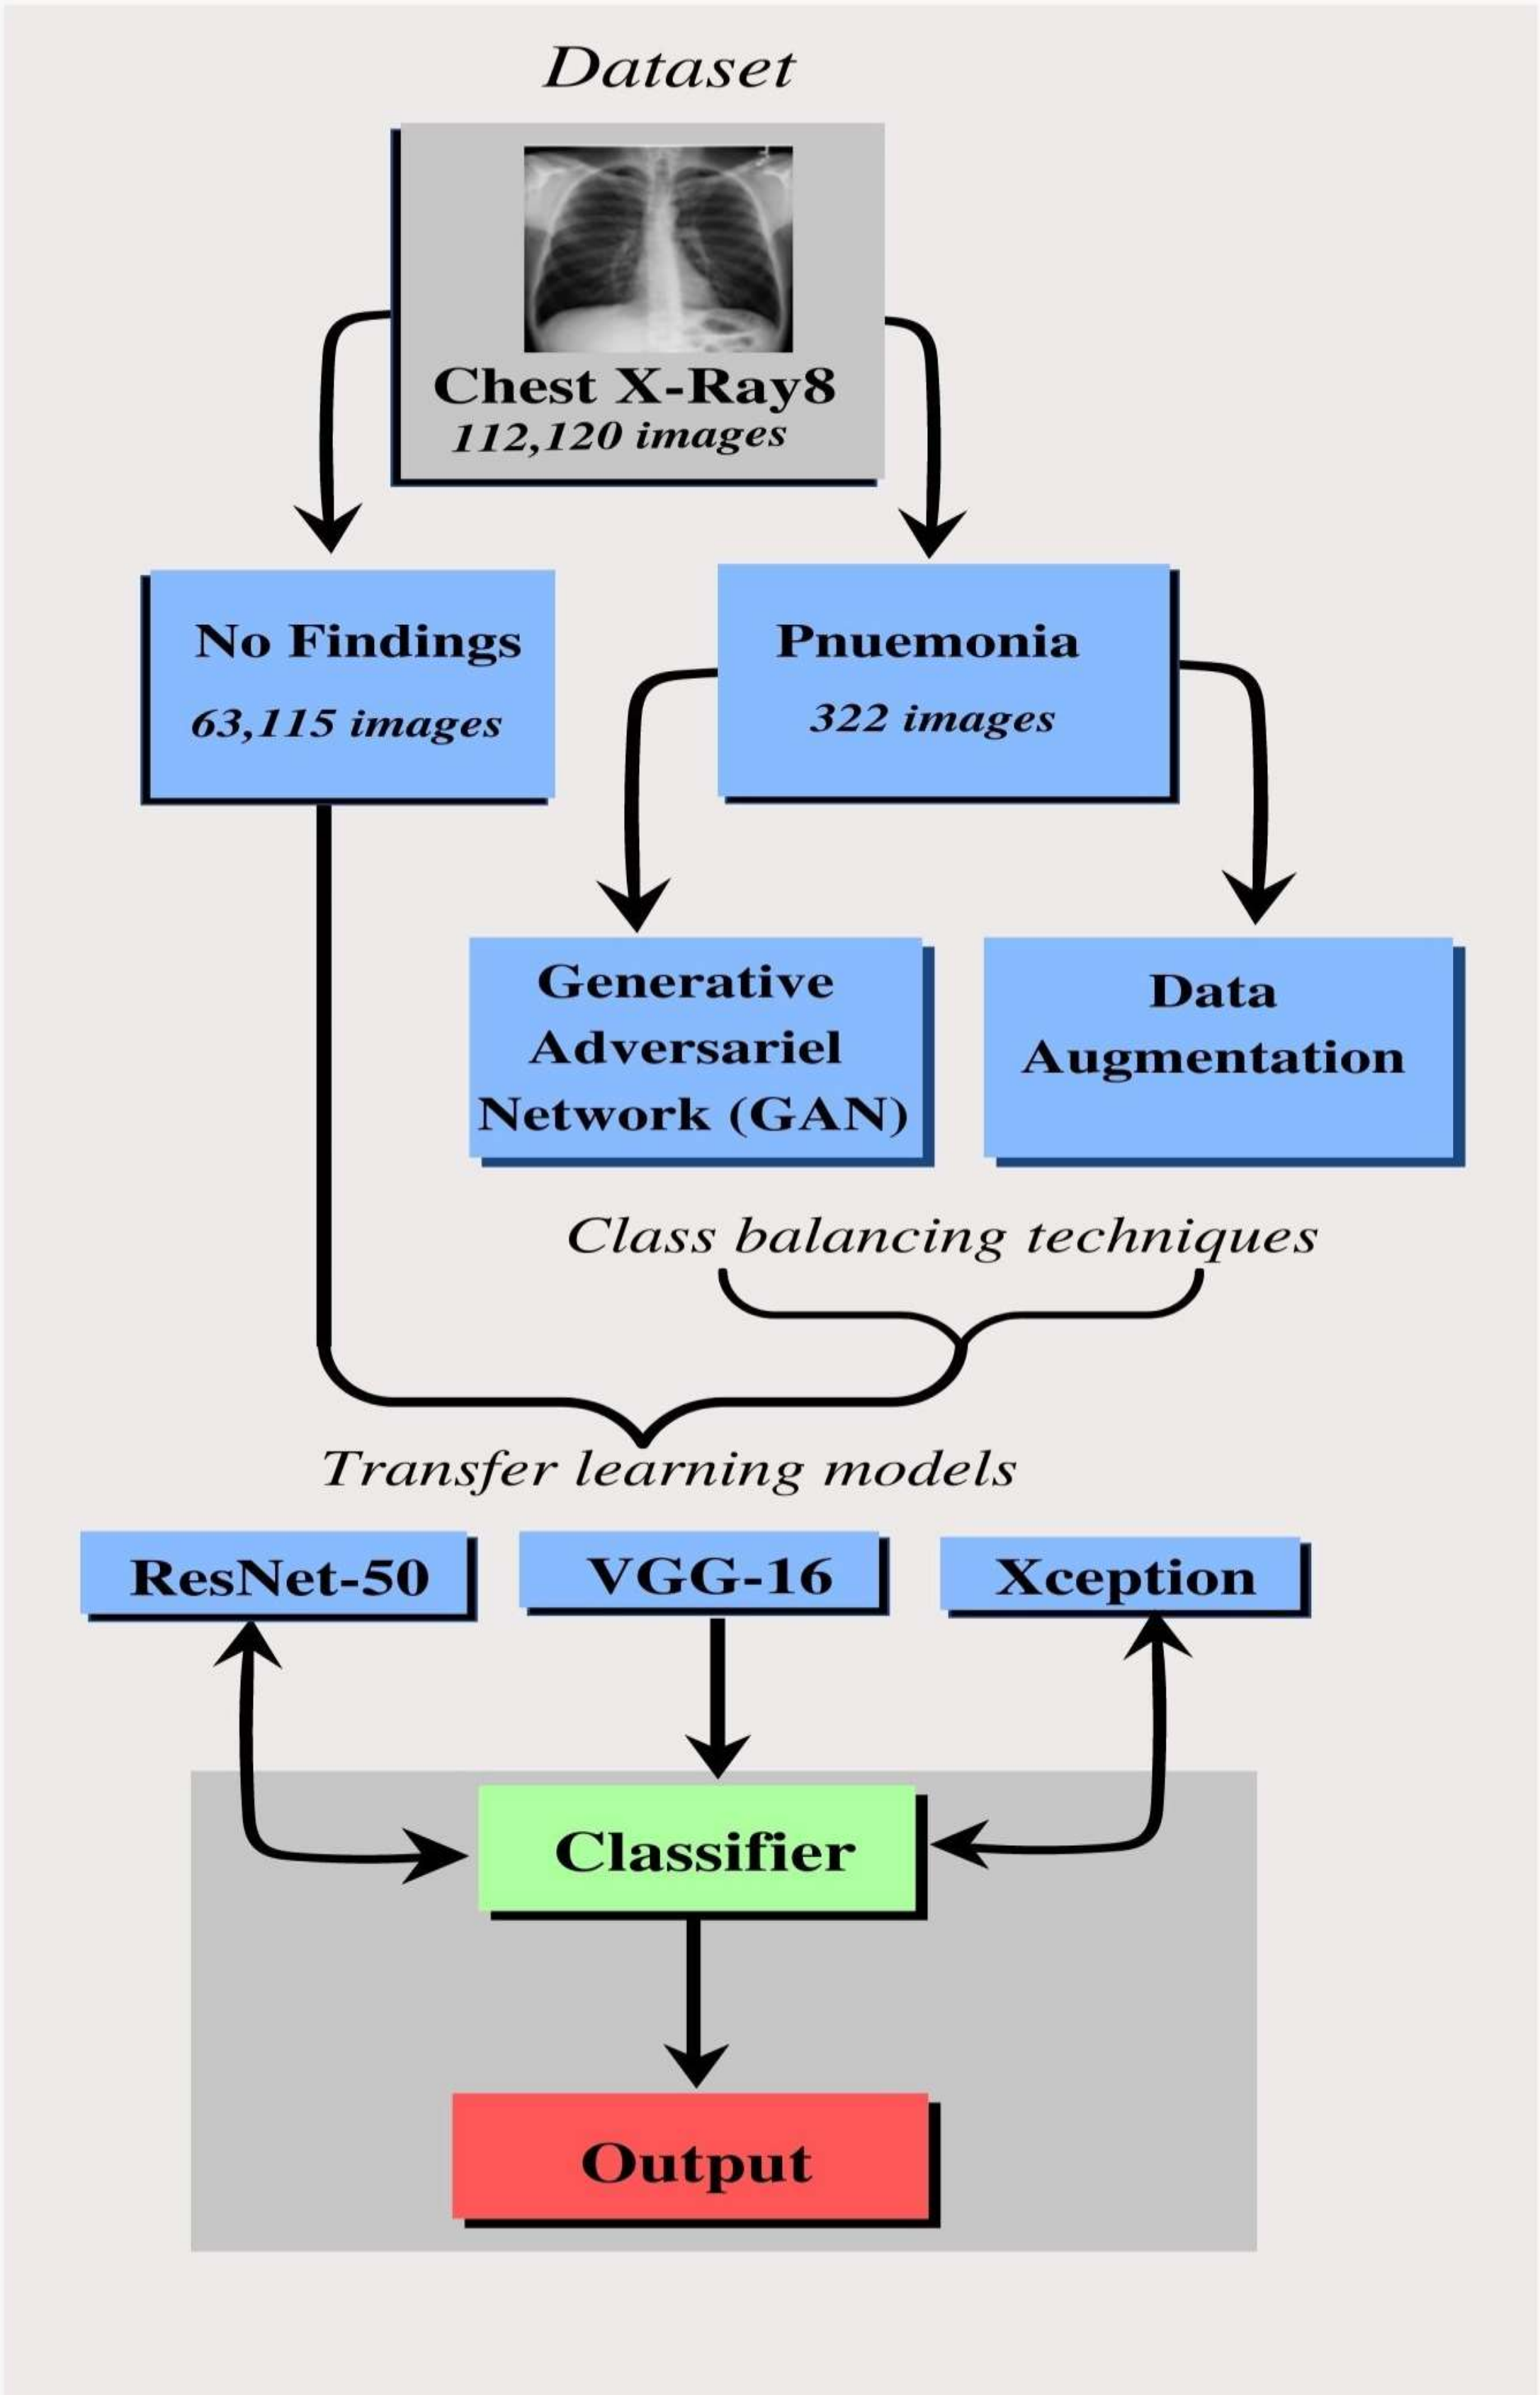 Dataset
Chest X-Ray8
112,120 images
No Findings
63,115 images
Pnuemonia
322 images
Generative
Adversariel
Network (GAN)
Data
Augmentation
Class balancing techniques
Transfer learning models
ResNet-50
VGG-16
Xception
Classifier
Output